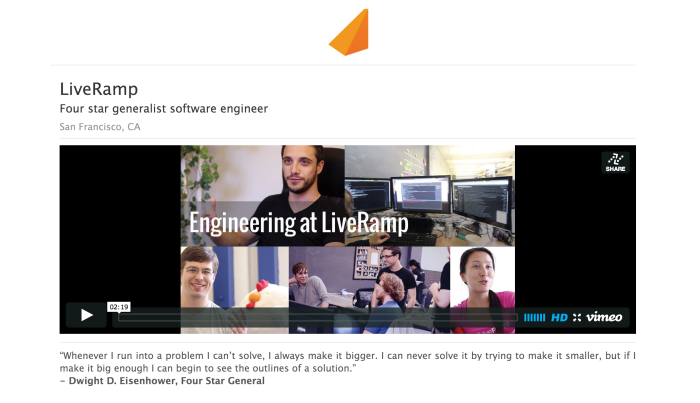 LiveRamp
Four star generalist software engineer
San Francisco, CA
SHARE
Engineering at LiveRamp
02:19
HD vimeo
“Whenever I run into a problem I can’t solve, I always make it bigger. I can never solve it by trying to make it smaller, but if I
make it big enough I can begin to see the outlines of a solution.”
– Dwight D. Eisenhower, Four Star General